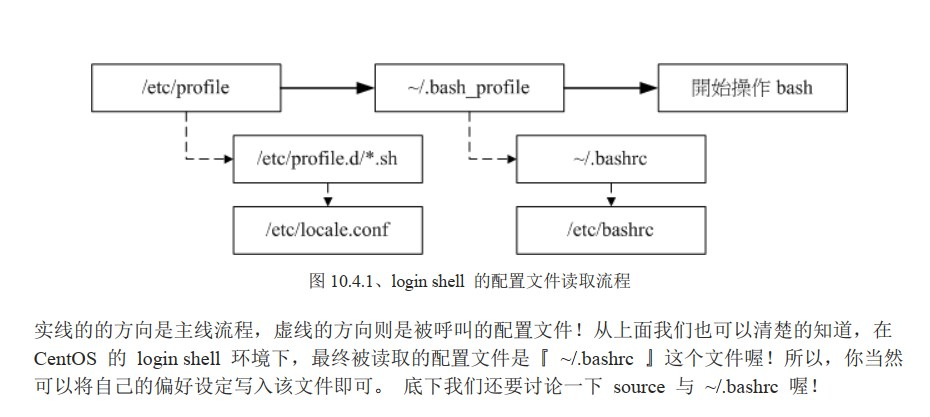 /etc/profile
~/.bash_profile
開始操作 bash
/etc/profile.d/*.sh
~/.bashrc
/etc/locale.conf
/etc/bashrc
图 10.4.1、login shell 的配置文件读取流程
实线的的方向是主线流程，虚线的方向则是被呼叫的配置文件！从上面我们也可以清楚的知道，在
CentOS 的 login shell 环境下，最终被读取的配置文件是『 ~/.bashrc 』这个文件喔！所以，你当然
可以将自己的偏好设定写入该文件即可。 底下我们还要讨论一下 source 与 ~/.bashrc 喔！